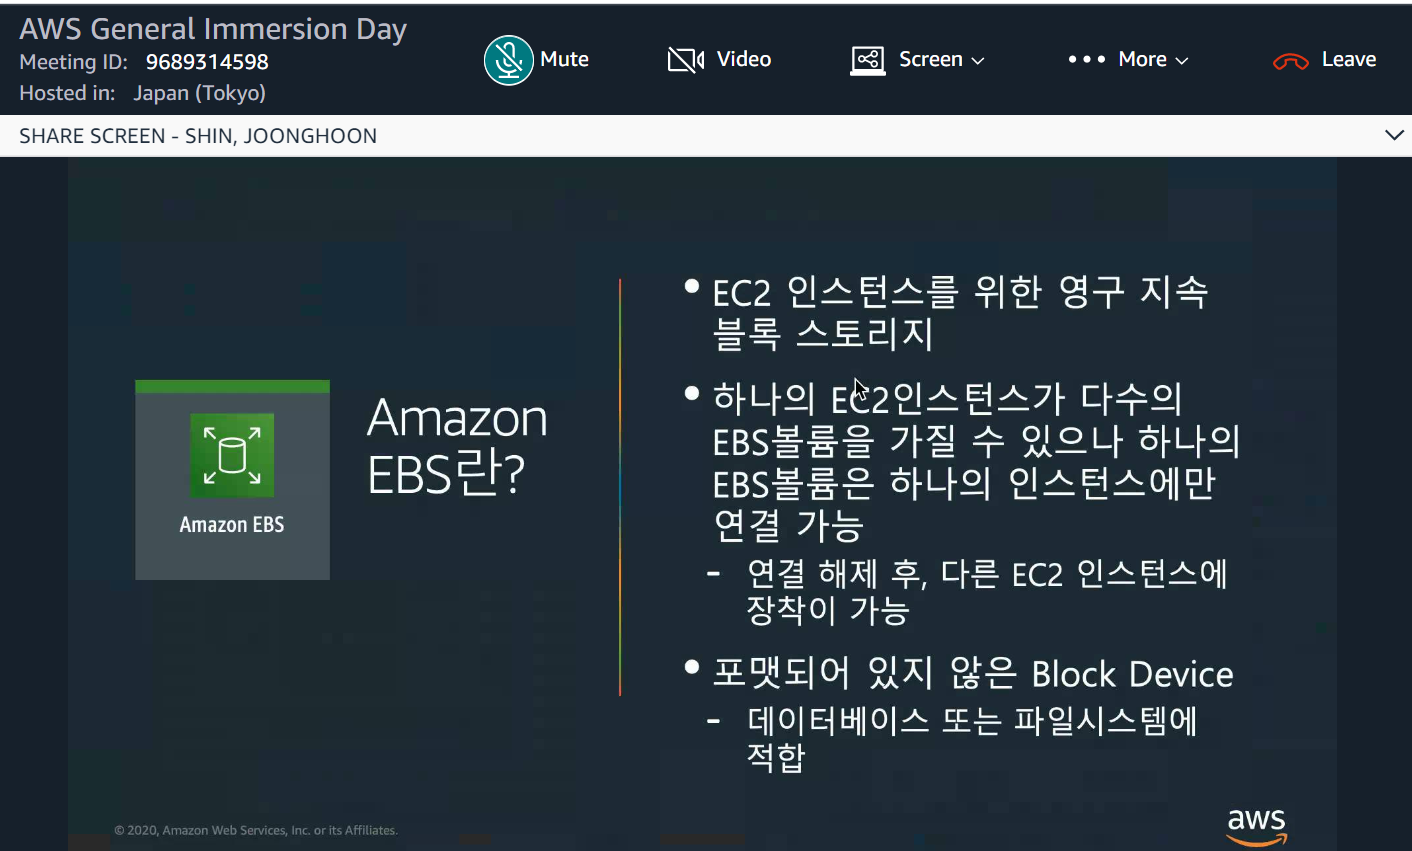 AWS General Immersion Day
Meeting ID: 9689314598
Hosted in: Japan (Tokyo)
Mute
Video
Screen
More
Leave
SHARE SCREEN - SHIN, JOONGHOON
Amazon EBS
Amazon
EBS란?
• EC2 인스턴스를 위한 영구 지속
블록 스토리지
• 하나의 EC2인스턴스가 다수의
EBS볼륨을 가질 수 있으나 하나의
EBS볼륨은 하나의 인스턴스에만
연결 가능
- 연결 해제 후, 다른 EC2 인스턴스에
장착이 가능
• 포맷되어 있지 않은 Block Device
- 데이터베이스 또는 파일시스템에
적합
© 2020, Amazon Web Services, Inc. or its Affiliates.
aws